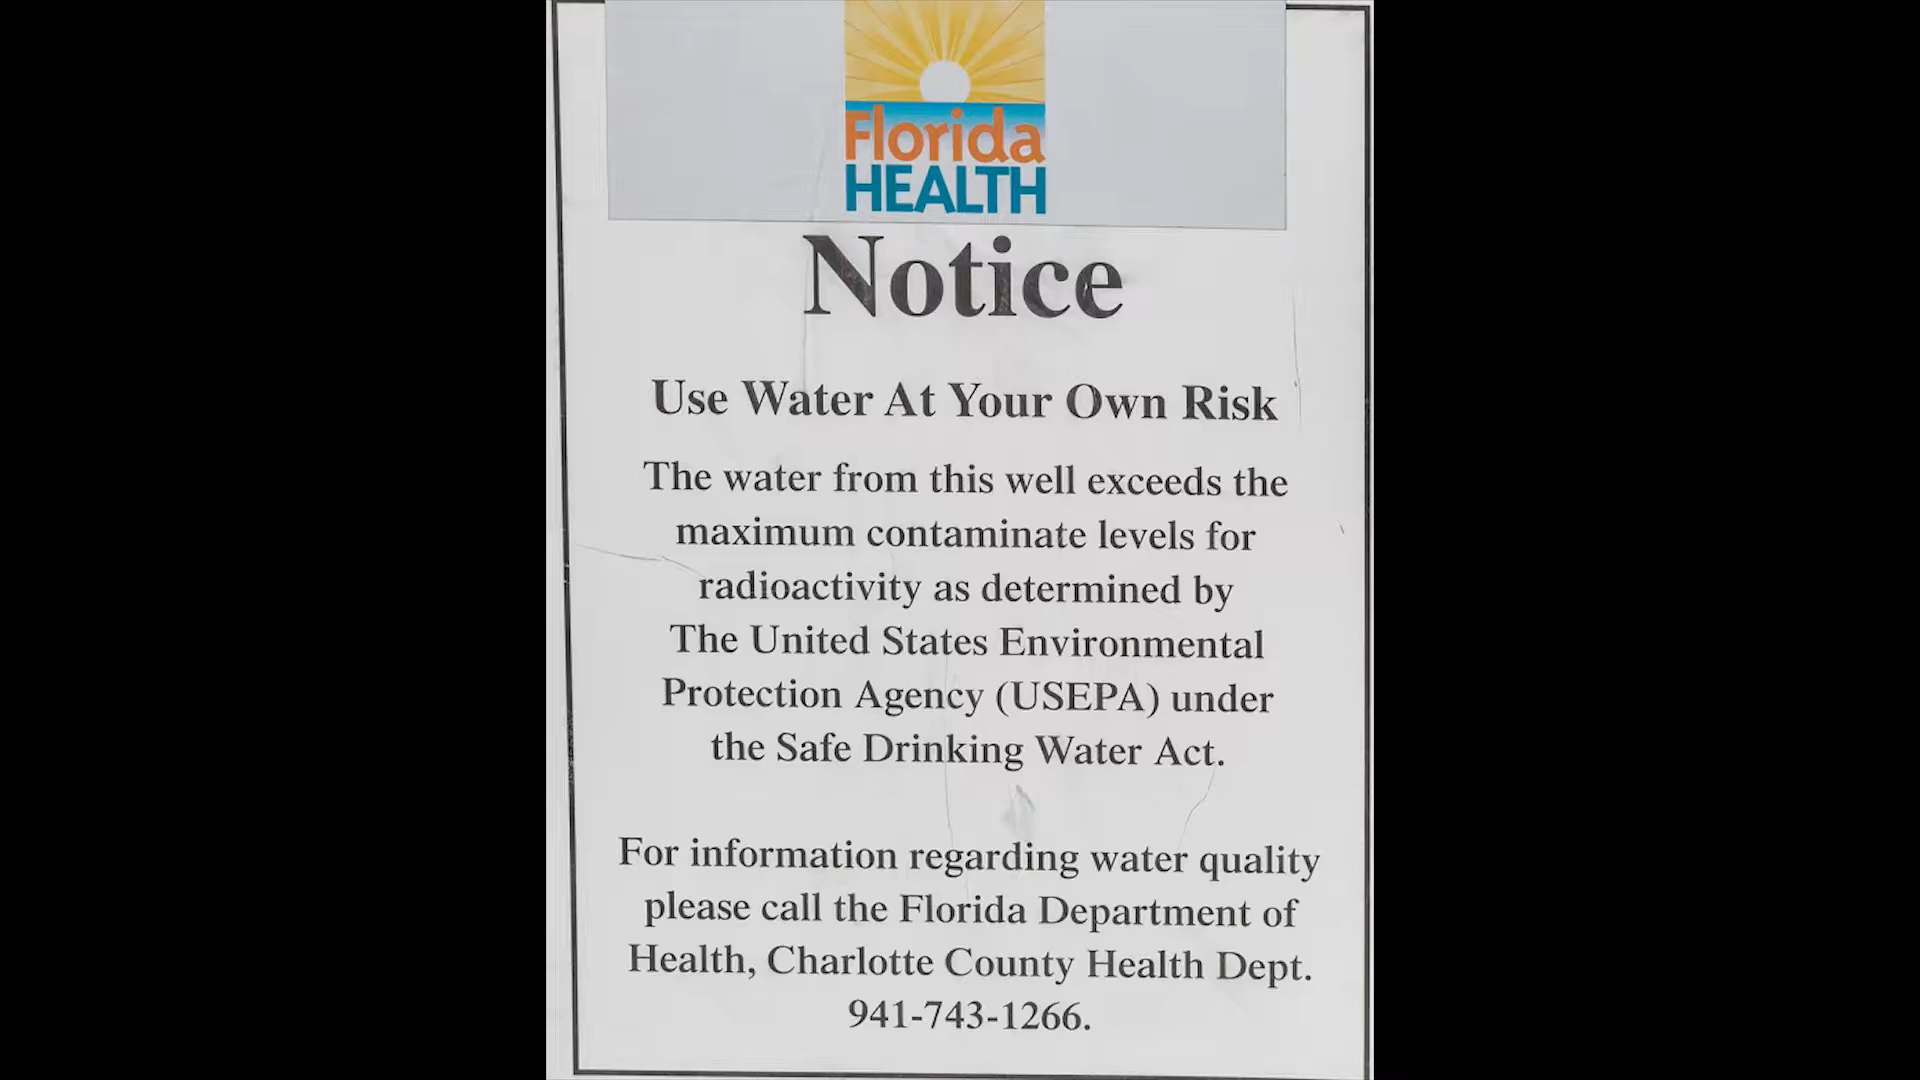 Florida
HEALTH
Notice
Use Water At Your Own Risk
The water from this well exceeds the
maximum contaminate levels for
radioactivity as determined by
The United States Environmental
Protection Agency (USEPA) under
the Safe Drinking Water Act.
For information regarding water quality
please call the Florida Department of
Health, Charlotte County Health Dept.
941-743-1266.